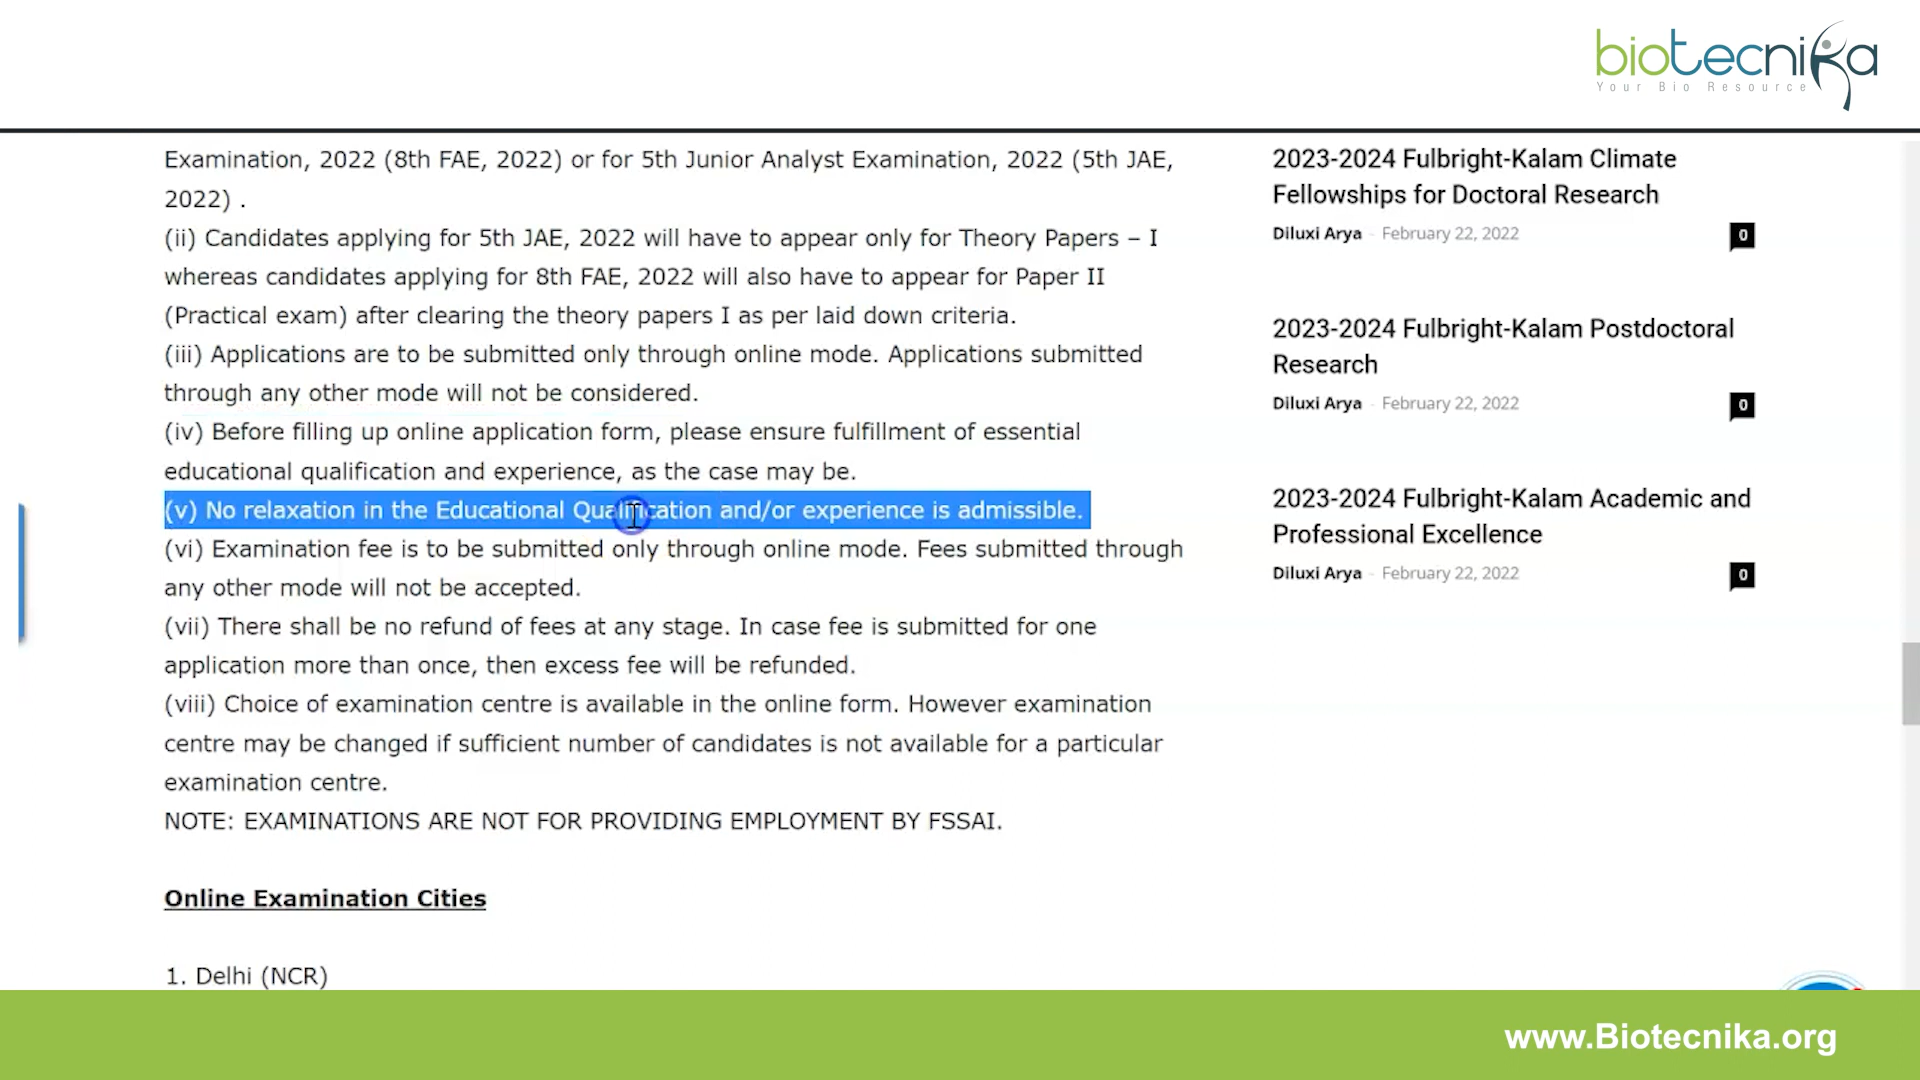 biotecnika
Your Bio Resource
Examination, 2022 (8th FAE, 2022) or for 5th Junior Analyst Examination, 2022 (5th JAE,
2022) .
(ii) Candidates applying for 5th JAE, 2022 will have to appear only for Theory Papers – I
whereas candidates applying for 8th FAE, 2022 will also have to appear for Paper II
(Practical exam) after clearing the theory papers I as per laid down criteria.
(iii) Applications are to be submitted only through online mode. Applications submitted
through any other mode will not be considered.
(iv) Before filling up online application form, please ensure fulfillment of essential
educational qualification and experience, as the case may be.
(v) No relaxation in the Educational Qualification and/or experience is admissible.
(vi) Examination fee is to be submitted only through online mode. Fees submitted through
any other mode will not be accepted.
(vii) There shall be no refund of fees at any stage. In case fee is submitted for one
application more than once, then excess fee will be refunded.
(viii) Choice of examination centre is available in the online form. However examination
centre may be changed if sufficient number of candidates is not available for a particular
examination centre.
NOTE: EXAMINATIONS ARE NOT FOR PROVIDING EMPLOYMENT BY FSSAI.
Online Examination Cities
1. Delhi (NCR)
2023-2024 Fulbright-Kalam Climate
Fellowships for Doctoral Research
Diluxi Arya - February 22, 2022
0
2023-2024 Fulbright-Kalam Postdoctoral
Research
Diluxi Arya - February 22, 2022
0
2023-2024 Fulbright-Kalam Academic and
Professional Excellence
Diluxi Arya - February 22, 2022
0
www.Biotecnika.org